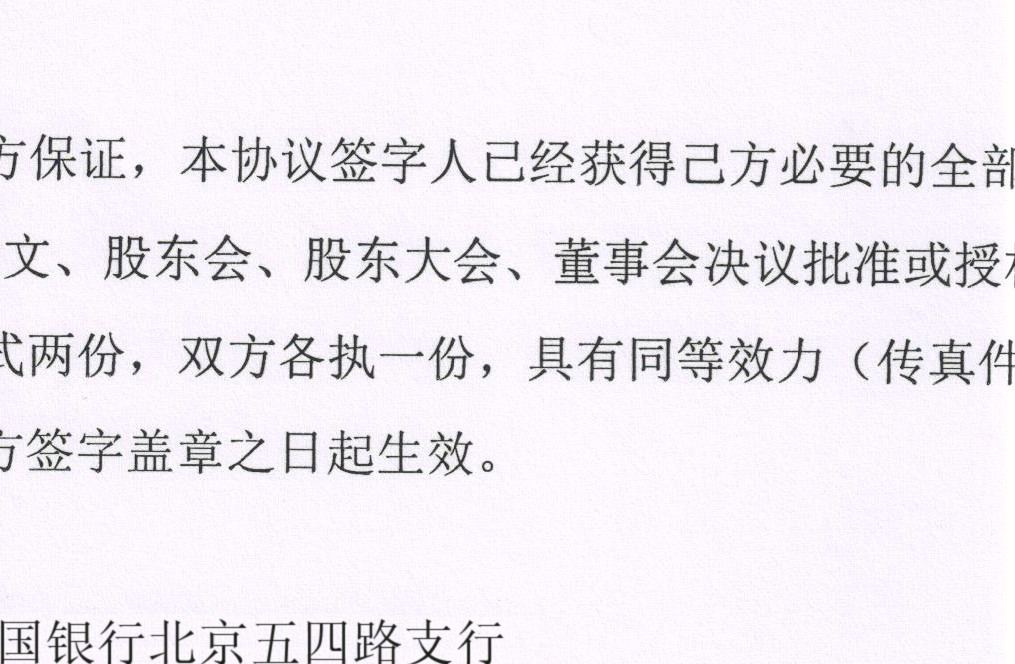 方保证，本协议签字人已经获得己方必要的全部
文、股东会、股东大会、董事会决议批准或授权
式两份，双方各执一份，具有同等效力（传真件
方签字盖章之日起生效。
国银行北京五四路支行